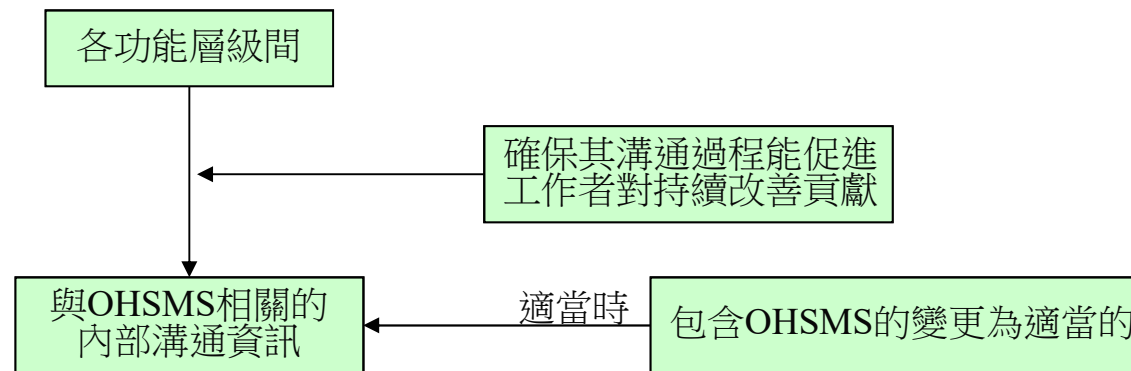 各功能層級間
確保其溝通過程能促進
工作者對持續改善貢獻
與OHSMS相關的
內部溝通資訊
適當時
包含OHSMS的變更為適當的